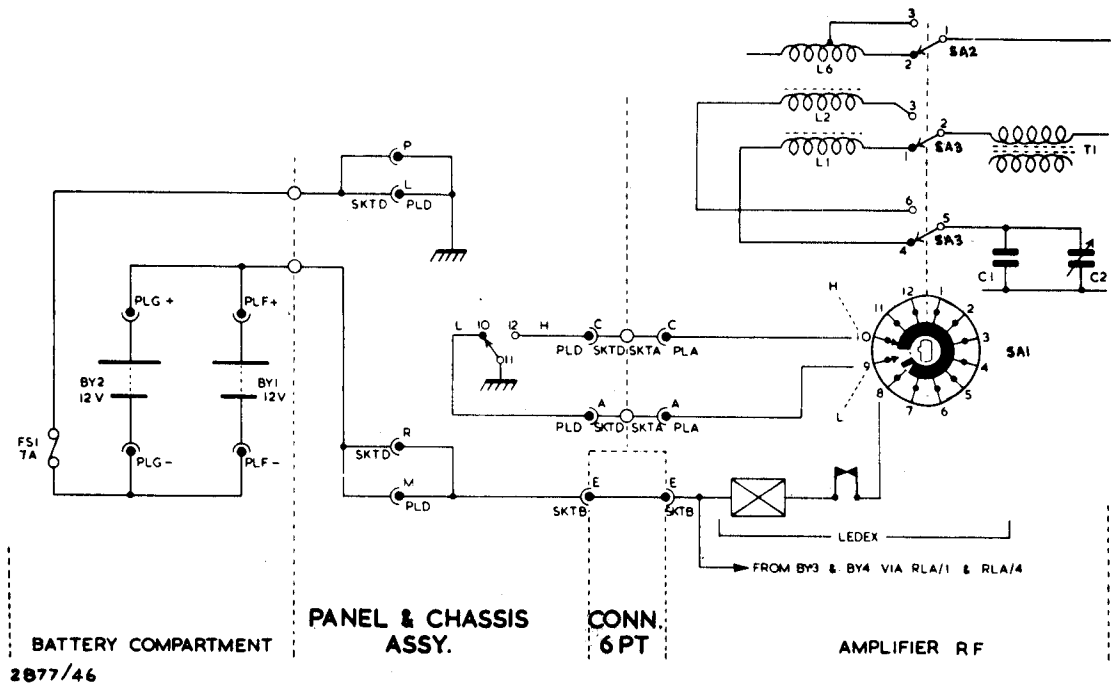 3
1
SA2
2
L6
3
L2
2
SA3
1
L1
T1
P
L
SKTD
PLD
6
5
SA3
4
C1
C2
PLG +
PLF+
H
12
1
11
2
10
3
SA1
9
4
8
5
7
6
L
L
10
12
H
C
C
11
PLD
SKTD
SKTA
PLA
BY2
12V
BY1
12V
A
A
PLD
SKTD
SKTA
PLA
FS1
7A
PLG-
PLF-
R
SKTD
M
PLD
E
E
SKTB
SKTB
LEDEX
FROM BY3 & BY4 VIA RLA/1 & RLA/4
PANEL & CHASSIS
ASSY.
CONN.
6PT
BATTERY COMPARTMENT
AMPLIFIER RF
2877/46